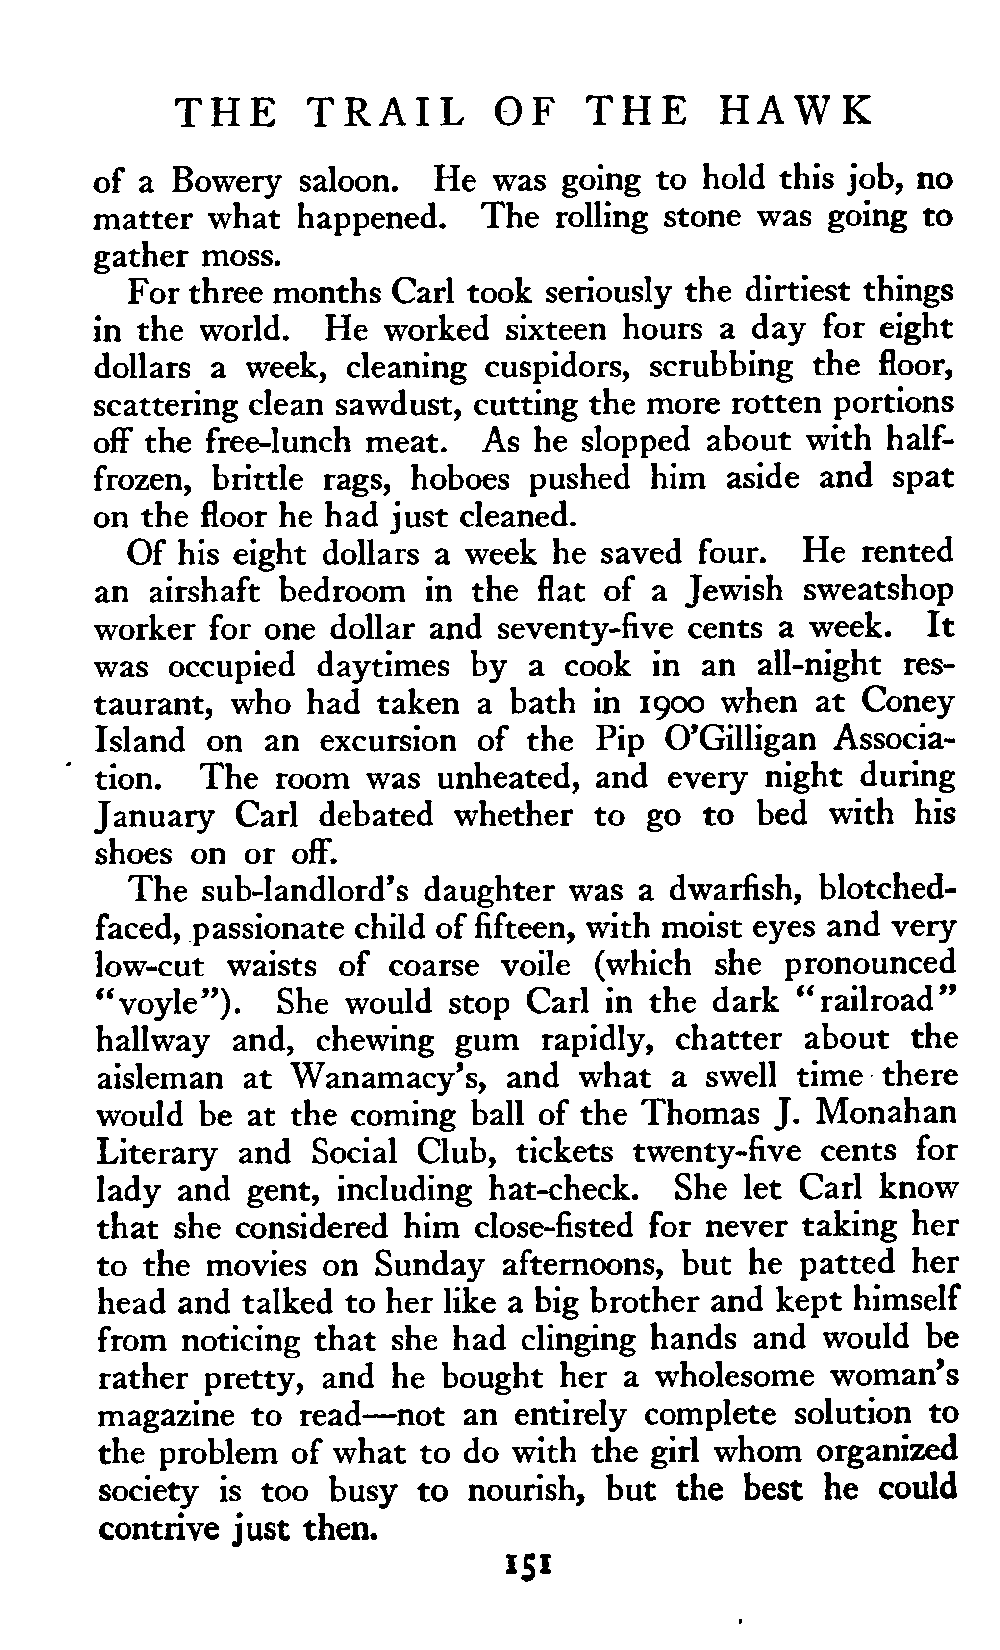 THE TRAIL OF THE HAWK
of a Bowery saloon. He was going to hold this job, no
matter what happened. The rolling stone was going to
gather moss.
For three months Carl took seriously the dirtiest things
in the world. He worked sixteen hours a day for eight
dollars a week, cleaning cuspidors, scrubbing the floor,
scattering clean sawdust, cutting the more rotten portions
off the free-lunch meat. As he slopped about with half-
frozen, brittle rags, hoboes pushed him aside and spat
on the floor he had just cleaned.
Of his eight dollars a week he saved four. He rented
an airshaft bedroom in the flat of a Jewish sweatshop
worker for one dollar and seventy-five cents a week. It
was occupied daytimes by a cook in an all-night res-
taurant, who had taken a bath in 1900 when at Coney
Island on an excursion of the Pip O'Gilligan Associa-
tion. The room was unheated, and every night during
January Carl debated whether to go to bed with his
shoes on or off.
The sub-landlord's daughter was a dwarfish, blotched-
faced, passionate child of fifteen, with moist eyes and very
low-cut waists of coarse voile (which she pronounced
"voyle"). She would stop Carl in the dark "railroad"
hallway and, chewing gum rapidly, chatter about the
aisleman at Wanamacy's, and what a swell time there
would be at the coming ball of the Thomas J. Monahan
Literary and Social Club, tickets twenty-five cents for
lady and gent, including hat-check. She let Carl know
that she considered him close-fisted for never taking her
to the movies on Sunday afternoons, but he patted her
head and talked to her like a big brother and kept himself
from noticing that she had clinging hands and would be
rather pretty, and he bought her a wholesome woman's
magazine to read—not an entirely complete solution to
the problem of what to do with the girl whom organized
society is too busy to nourish, but the best he could
contrive just then.
151